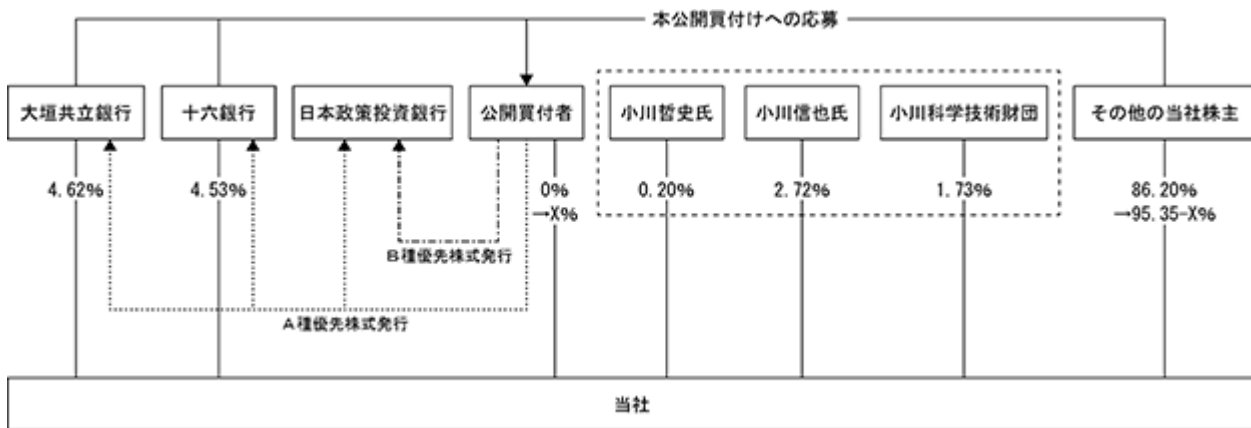 本公開買付けへの応募
大垣共立銀行
十六銀行
日本政策投資銀行
公開買付者
小川哲史氏
小川信也氏
小川科学技術財団
その他の当社株主
4.62%
4.53%
0%
→X%
0.20%
2.72%
1.73%
86.20%
→95.35-X%
B種優先株式発行
A種優先株式発行
当社